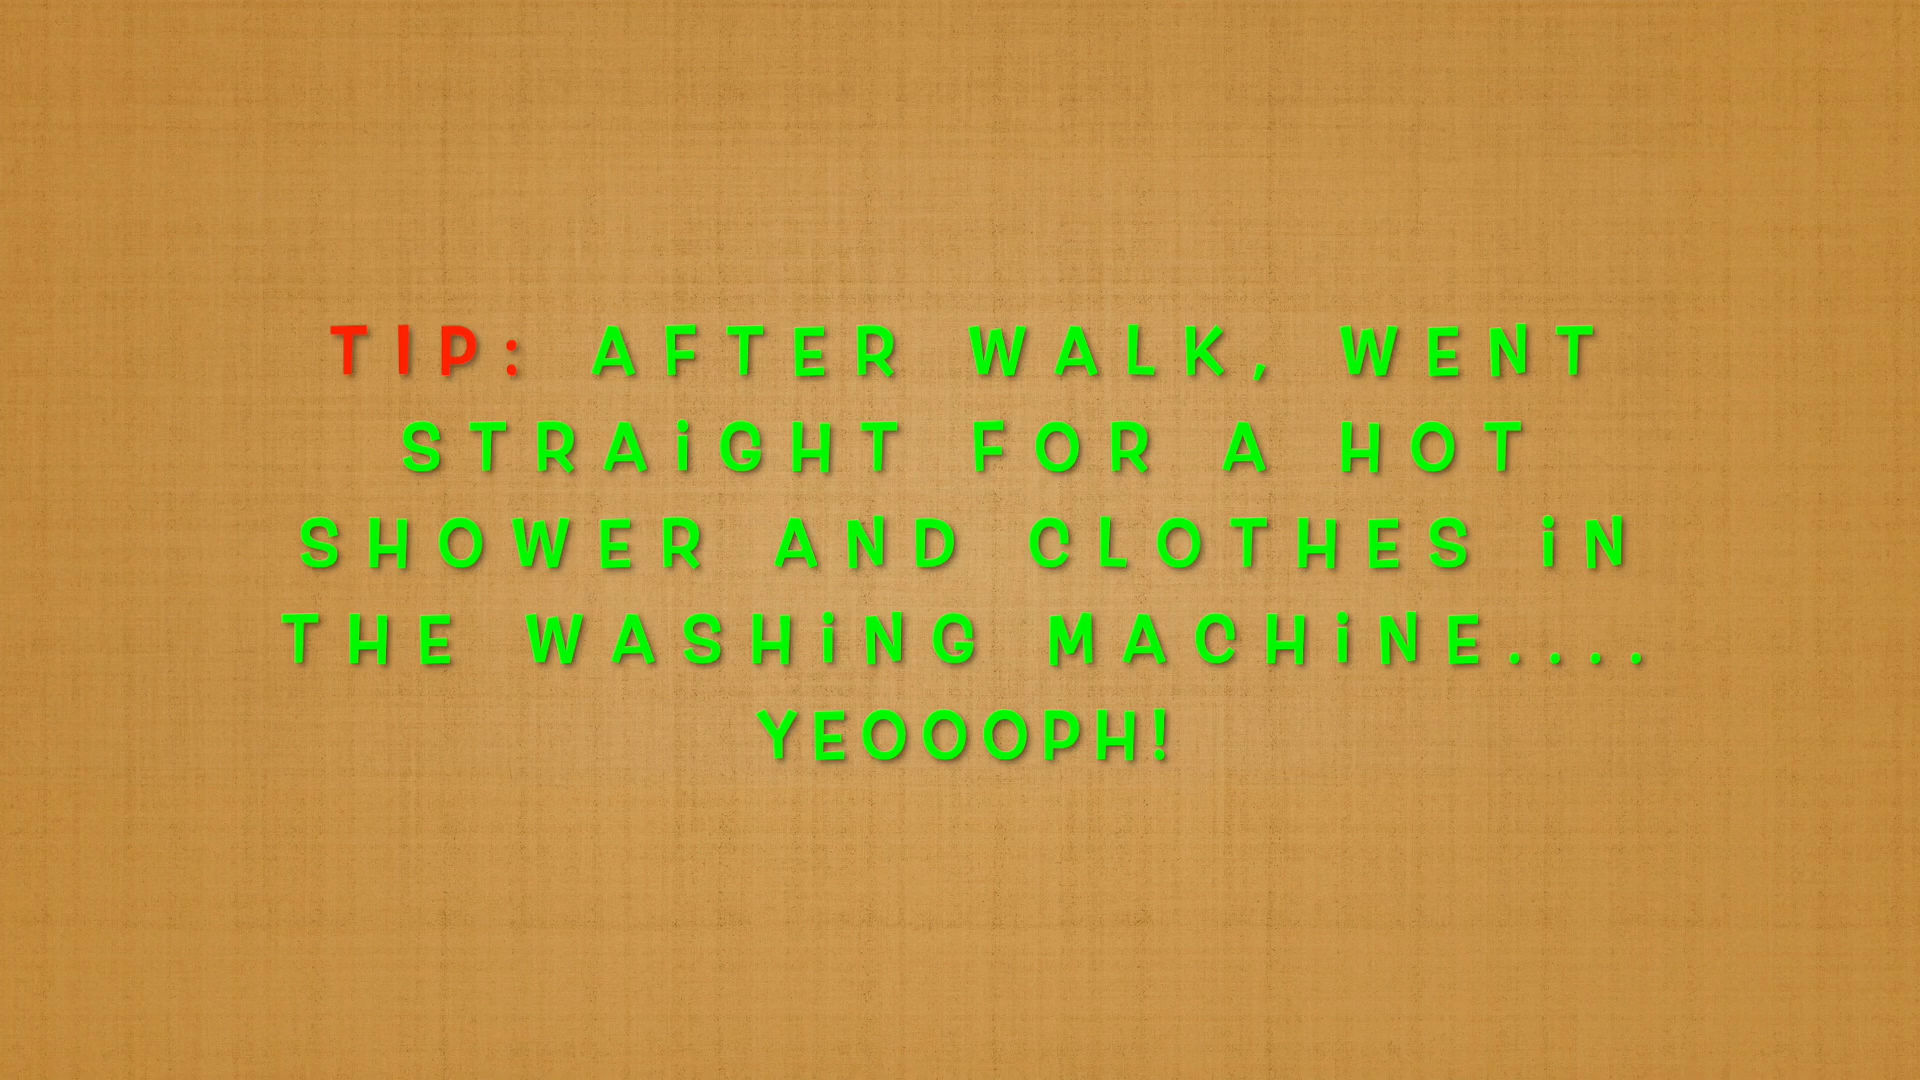 TIP: AFTER WALK, WENT
STRAiGHT FOR A HOT
SHOWER AND CLOTHES iN
THE WASHiNG MACHiNE....
YEOOOPH!